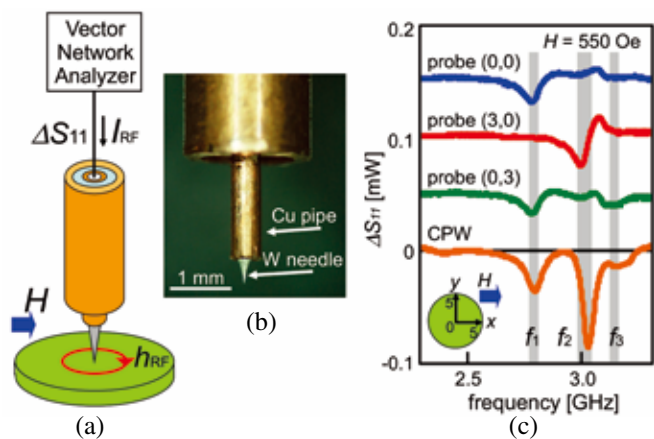 (a)
Vector
Network
Analyzer
ΔS11
IRF
H
hRF
Cu pipe
W needle
1 mm
(b)
(c)
0.2
0.1
0
-0.1
ΔS11 [mW]
H = 550 Oe
probe (0,0)
probe (3,0)
probe (0,3)
CPW
y
5
0
5
x
H
f1
f2
f3
2.5
3.0
frequency [GHz]
(a)
(c)